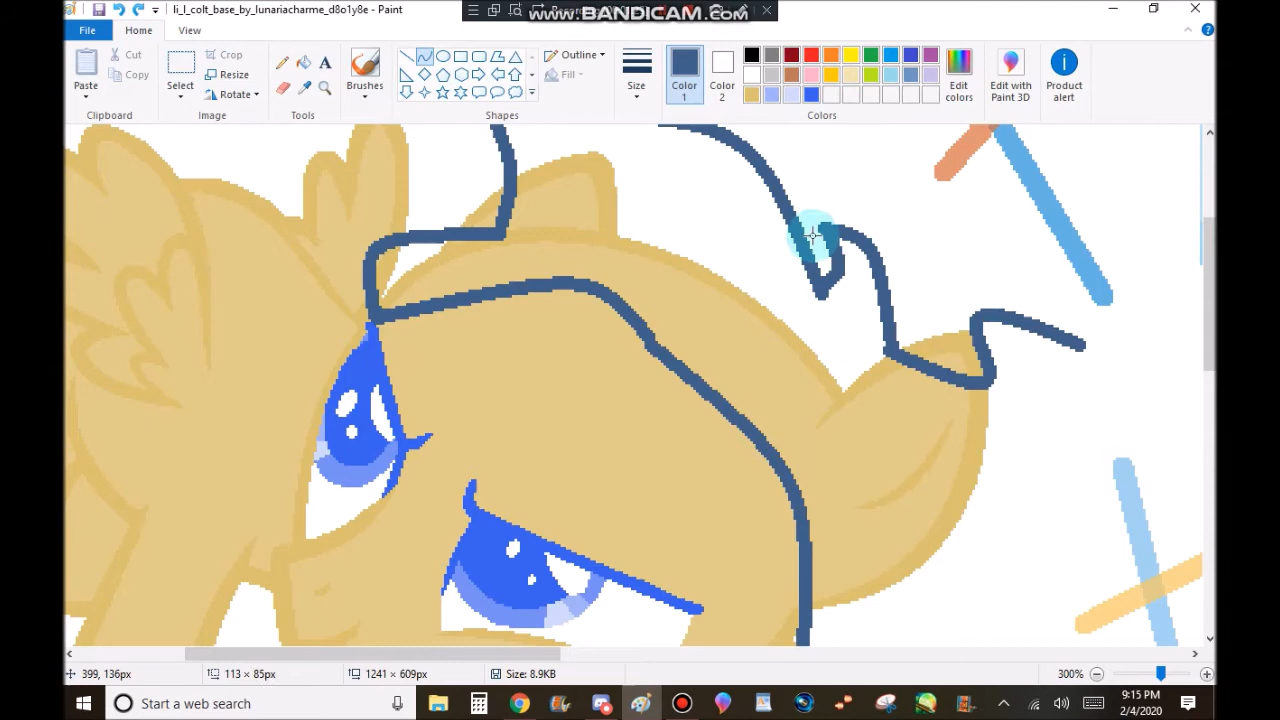 li_l_colt_base_by_lunariacharme_d8o1y8e - Paint
www.BANDICAM.com
File
Home
View
Paste
Cut
Copy
Clipboard
Select
Crop
Resize
Rotate
Image
Tools
Brushes
Shapes
Outline
Fill
Size
Color 1
Color 2
Edit colors
Colors
Edit with Paint 3D
Product alert
399, 136px
113 × 85px
1241 × 609px
Size: 8.9KB
300%
Start a web search
9:15 PM
2/4/2020